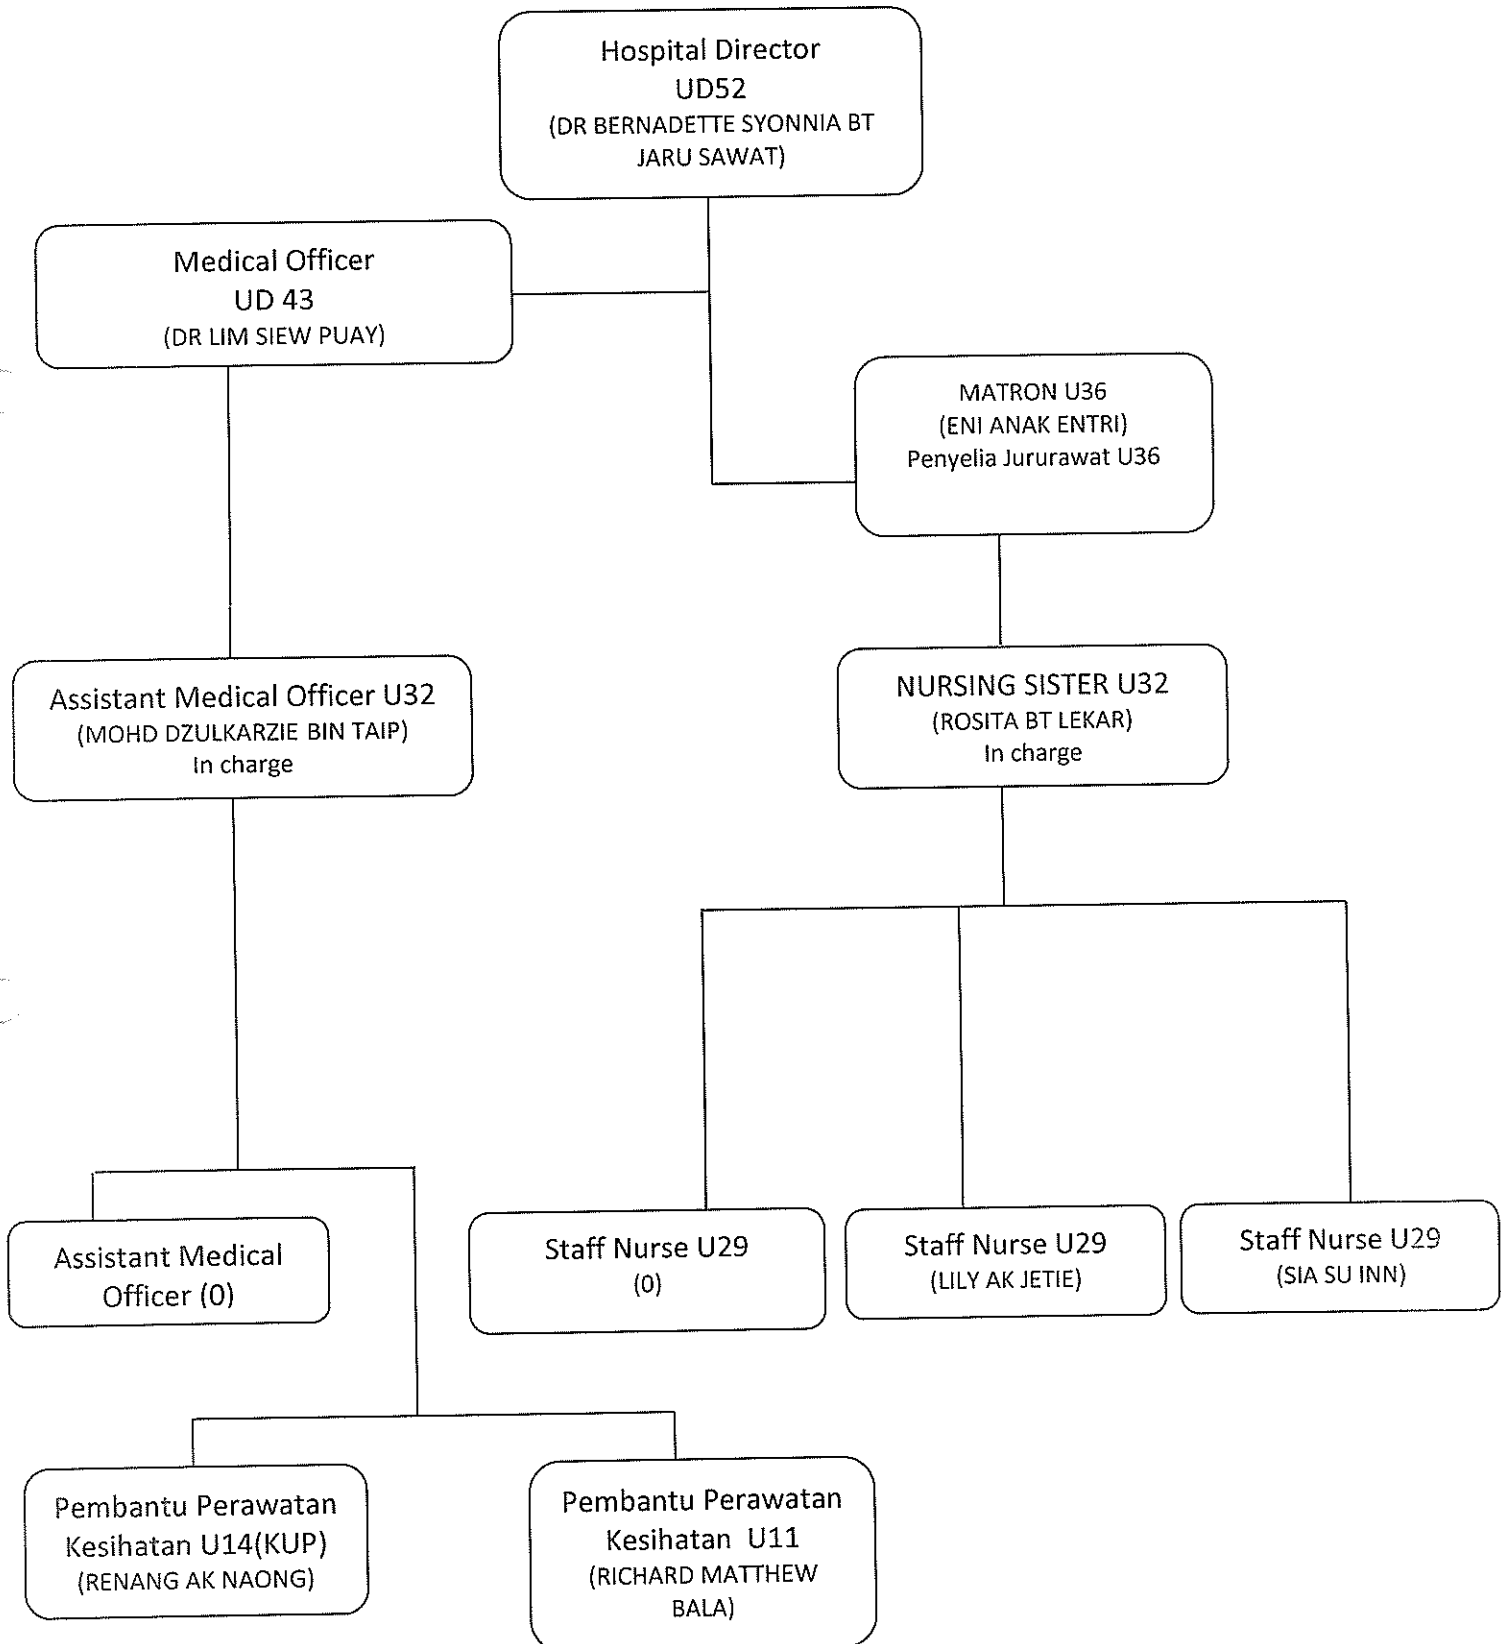 Hospital Director
UD52
(DR BERNADETTE SYONNIA BT
JARU SAWAT)
Medical Officer
UD 43
(DR LIM SIEW PUAY)
MATRON U36
(ENI ANAK ENTRI)
Penyelia Jururawat U36
Assistant Medical Officer U32
(MOHD DZULKARZIE BIN TAIP)
In charge
NURSING SISTER U32
(ROSITA BT LEKAR)
In charge
Assistant Medical
Officer (0)
Staff Nurse U29
(0)
Staff Nurse U29
(LILY AK JETIE)
Staff Nurse U29
(SIA SU INN)
Pembantu Perawatan
Kesihatan U14(KUP)
(RENANG AK NAONG)
Pembantu Perawatan
Kesihatan U11
(RICHARD MATTHEW
BALA)